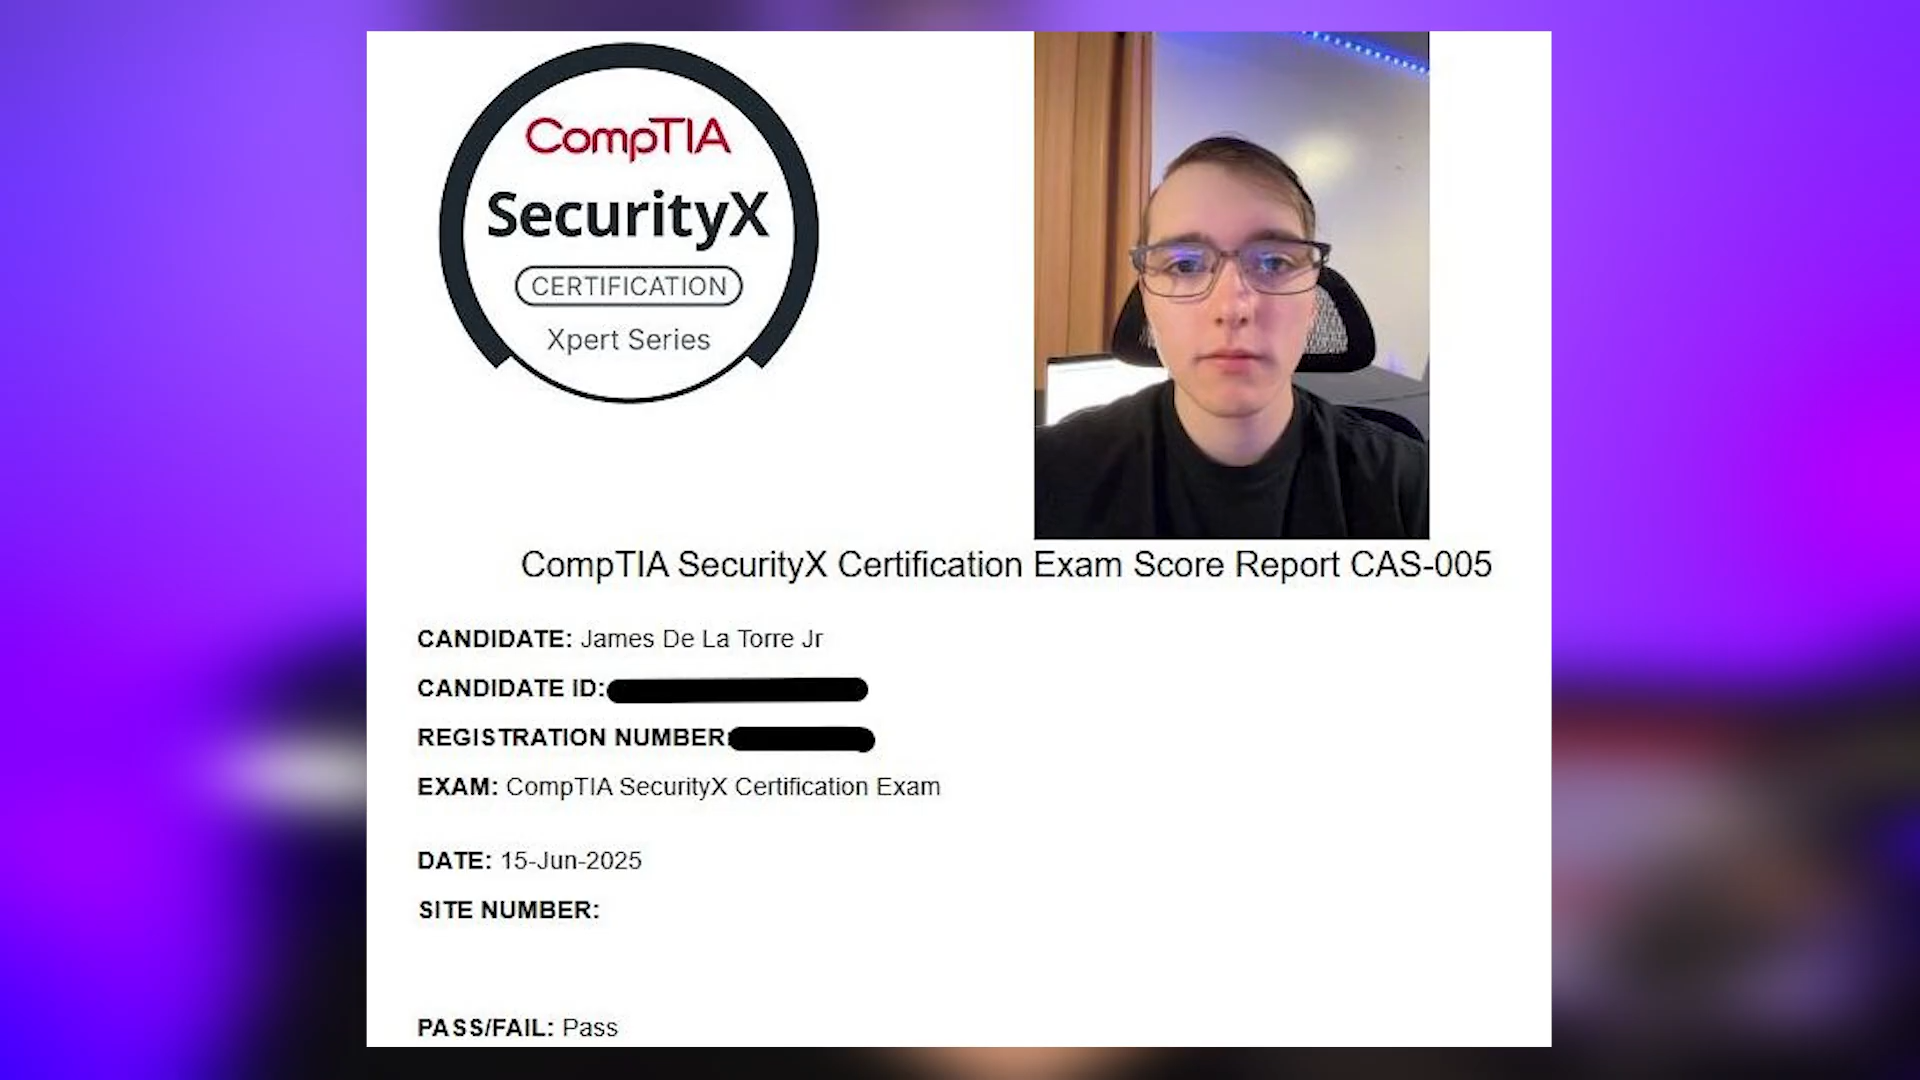 CompTIA
SecurityX
CERTIFICATION
Xpert Series
CompTIA SecurityX Certification Exam Score Report CAS-005
CANDIDATE: James De La Torre Jr
CANDIDATE ID:
REGISTRATION NUMBER:
EXAM: CompTIA SecurityX Certification Exam
DATE: 15-Jun-2025
SITE NUMBER:
PASS/FAIL: Pass